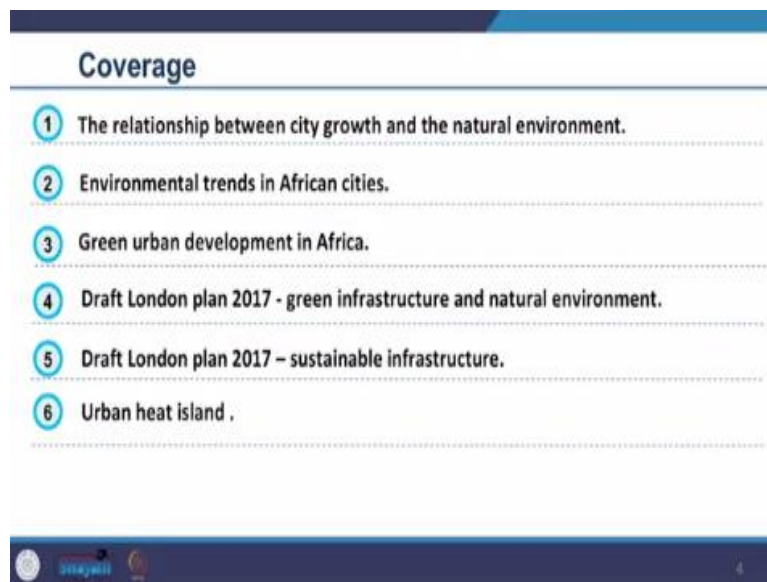 Coverage
1 The relationship between city growth and the natural environment.
2 Environmental trends in African cities.
3 Green urban development in Africa.
4 Draft London plan 2017 - green infrastructure and natural environment.
5 Draft London plan 2017 – sustainable infrastructure.
6 Urban heat island .
swayam
4